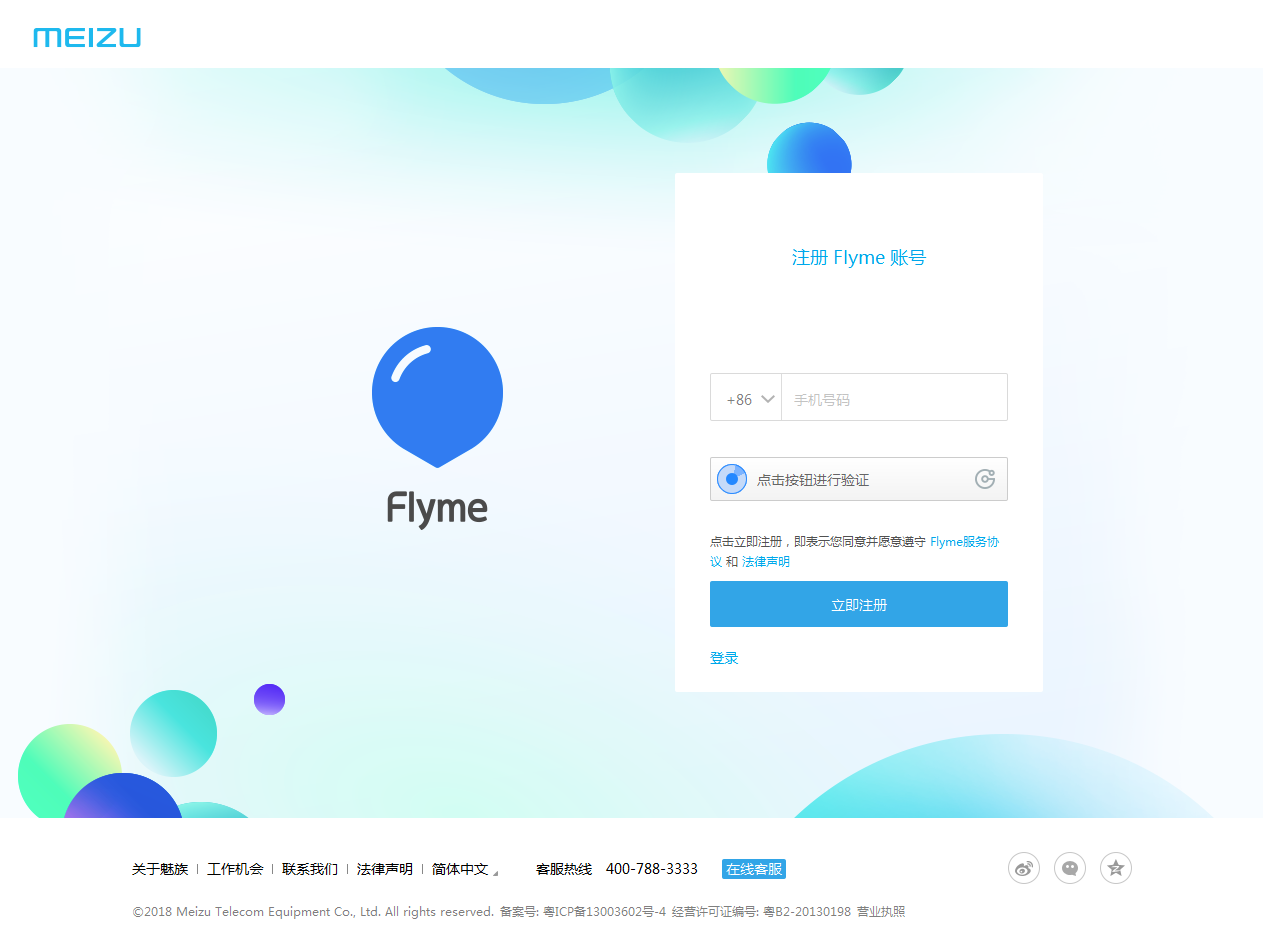 MEIZU
注册 Flyme 账号
+86 手机号码
点击按钮进行验证
Flyme
点击立即注册，即表示您同意并愿意遵守 Flyme服务协
议 和 法律声明
立即注册
登录
关于魅族 | 工作机会 | 联系我们 | 法律声明 | 简体中文 客服热线 400-788-3333 在线客服
©2018 Meizu Telecom Equipment Co., Ltd. All rights reserved. 备案号: 粤ICP备13003602号-4 经营许可证编号: 粤B2-20130198 营业执照